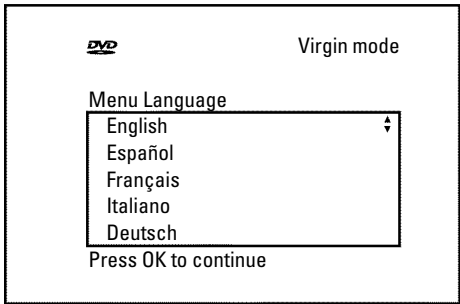 DVD
Virgin mode
Menu Language
English
Español
Français
Italiano
Deutsch
Press OK to continue